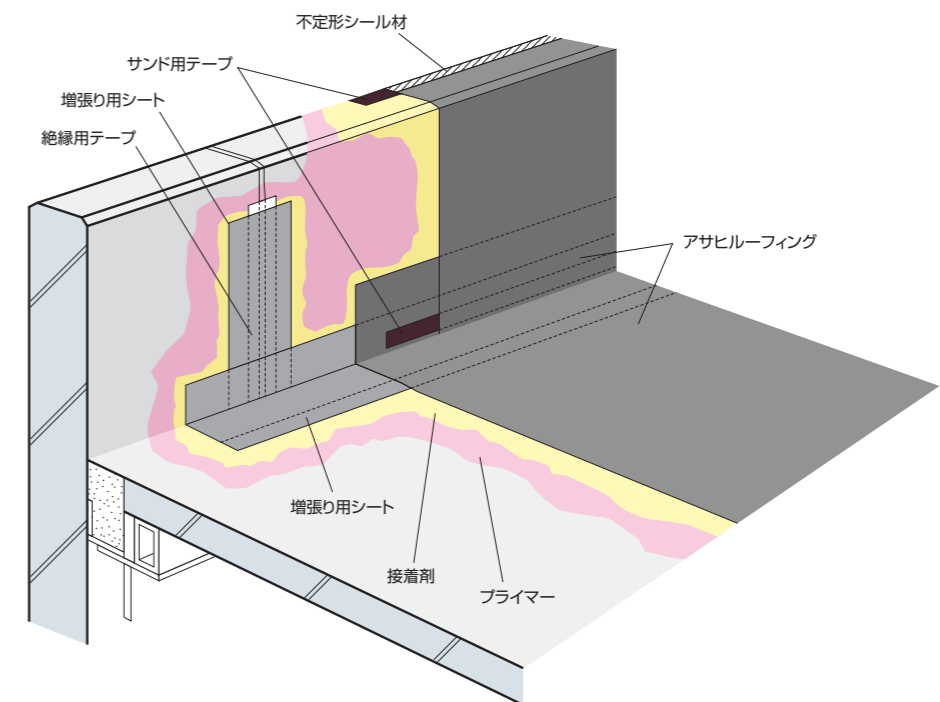 不定形シール材
サンド用テープ
増張り用シート
絶縁用テープ
アサヒルーフィング
増張り用シート
接着剤
プライマー